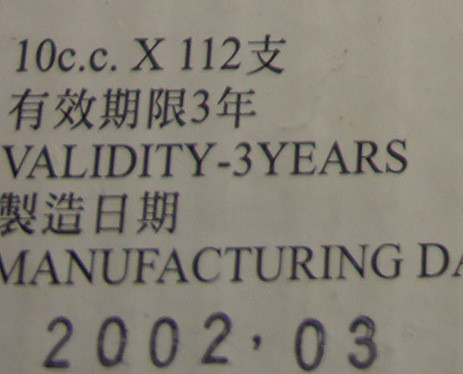 10c.c. X 112支
有效期限3年
VALIDITY-3YEARS
製造日期
MANUFACTURING
2002.03